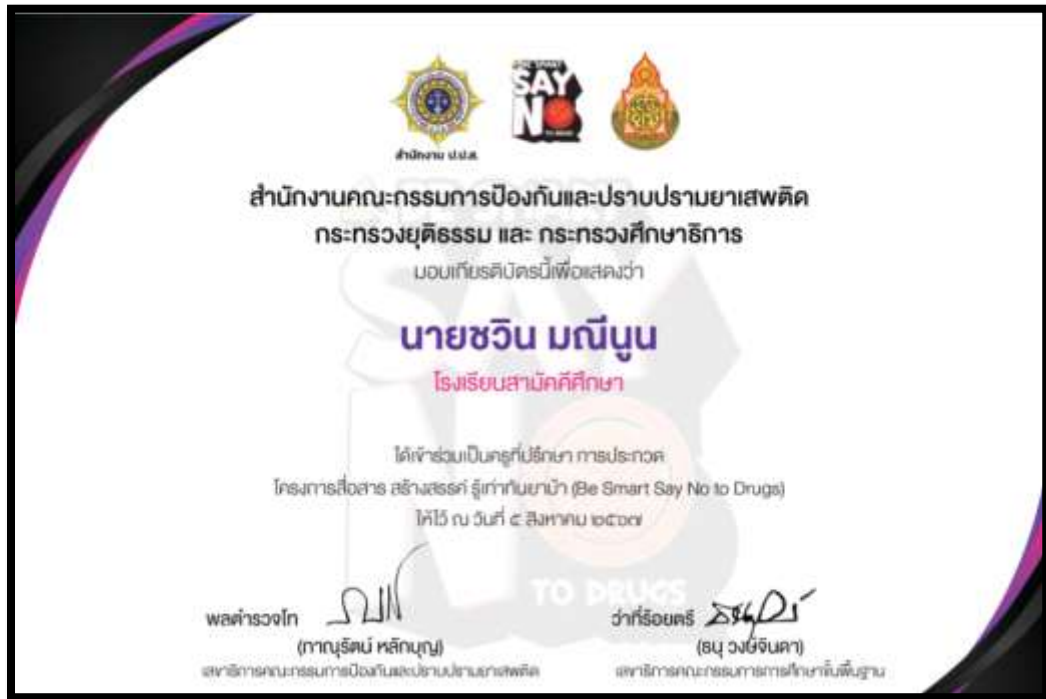 BE SMART
SAY
NO
TO DRUGS
สำนักงาน ป.ป.ส.
สำนักงานคณะกรรมการป้องกันและปราบปรามยาเสพติด
กระทรวงยุติธรรม และ กระทรวงศึกษาธิการ
มอบเกียรติบัตรนี้เพื่อแสดงว่า
นายชวิน มณีนูน
โรงเรียนสามัคคีศึกษา
ได้เข้าร่วมเป็นครูที่ปรึกษา การประกวด
โครงการสื่อสาร สร้างสรรค์ รู้เท่าทันยาบ้า (Be Smart Say No to Drugs)
ให้ไว้ ณ วันที่ ๕ สิงหาคม ๒๕๖๗
TO DRUGS
พลตำรวจโท
ว่าที่ร้อยตรี
(ภาณุรัตน์ หลักบุญ)
(ธนุ วงษ์จินดา)
เลขาธิการคณะกรรมการป้องกันและปราบปรามยาเสพติด
เลขาธิการคณะกรรมการการศึกษาขั้นพื้นฐาน